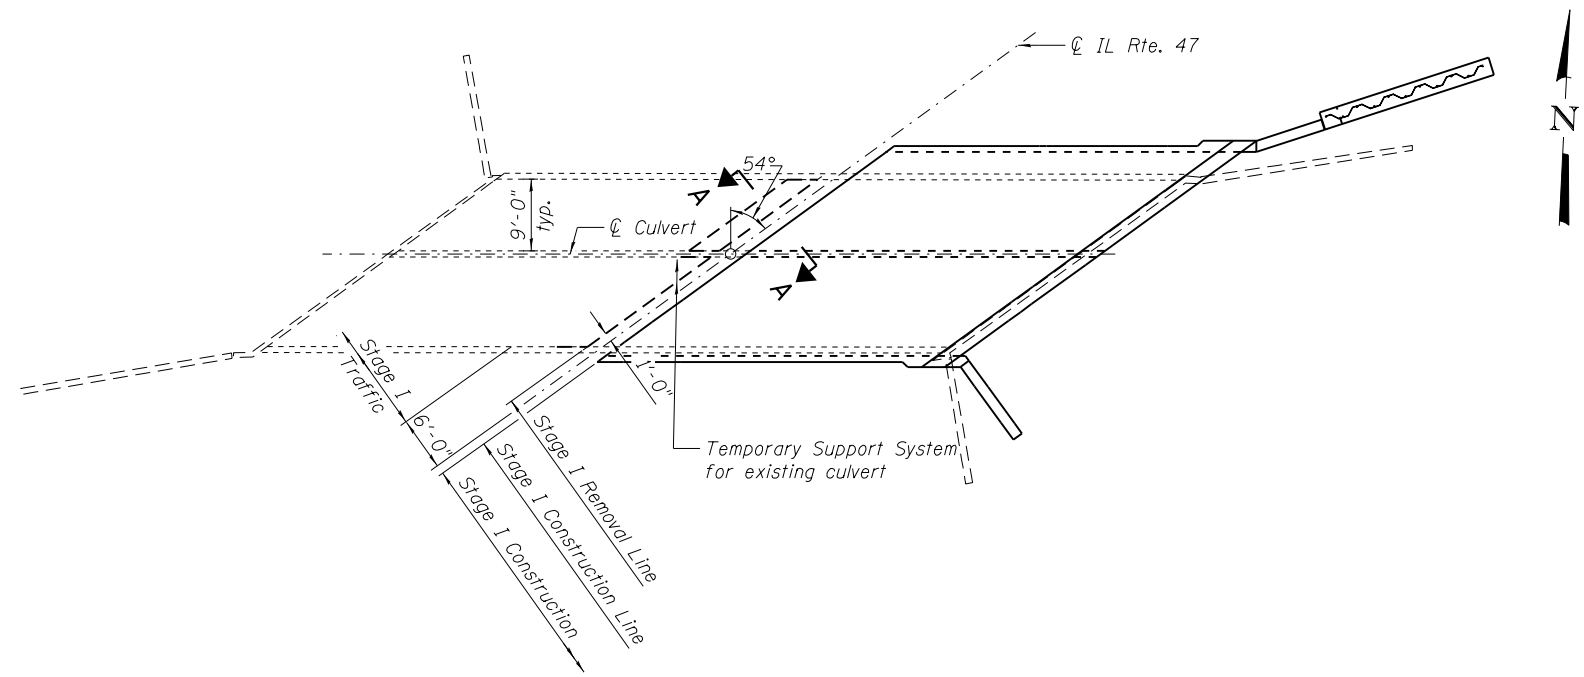 ℄ IL Rte. 47
N
54°
A
9'-0"
typ.
℄ Culvert
A
Stage I
Traffic
6'-0"
1'-0"
Temporary Support System
for existing culvert
Stage I Removal Line
Stage I Construction Line
Stage I Construction